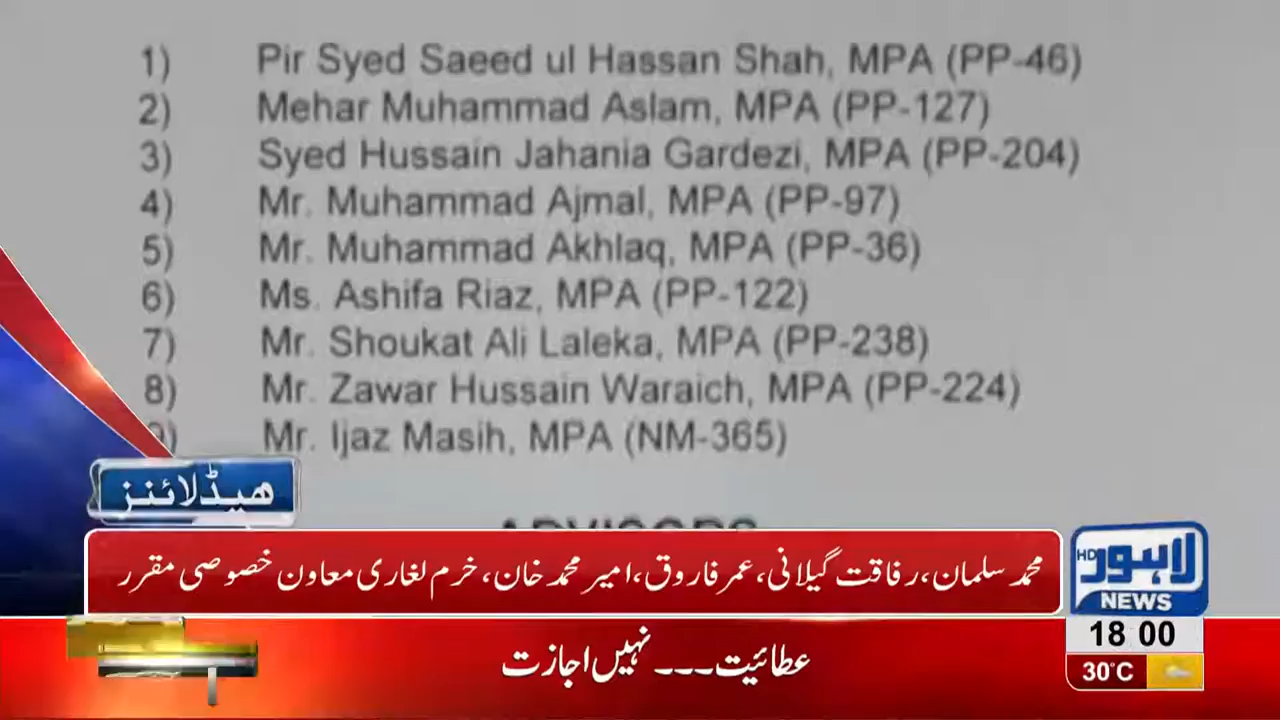 1) Pir Syed Saeed ul Hassan Shah, MPA (PP-46)
2) Mehar Muhammad Aslam, MPA (PP-127)
3) Syed Hussain Jahania Gardezi, MPA (PP-204)
4) Mr. Muhammad Ajmal, MPA (PP-97)
5) Mr. Muhammad Akhlaq, MPA (PP-36)
6) Ms. Ashifa Riaz, MPA (PP-122)
7) Mr. Shoukat Ali Laleka, MPA (PP-238)
8) Mr. Zawar Hussain Waraich, MPA (PP-224)
9) Mr. Ijaz Masih, MPA (NM-365)
ADVISORS
ہیڈلائنز
محمد سلمان، رفاقت گیلانی، عمر فاروق، امیر محمد خان، خرم لغاری معاون خصوصی مقرر
لاہور HD
NEWS
18 00
30°C
عطائیت۔۔۔ نہیں اجازت